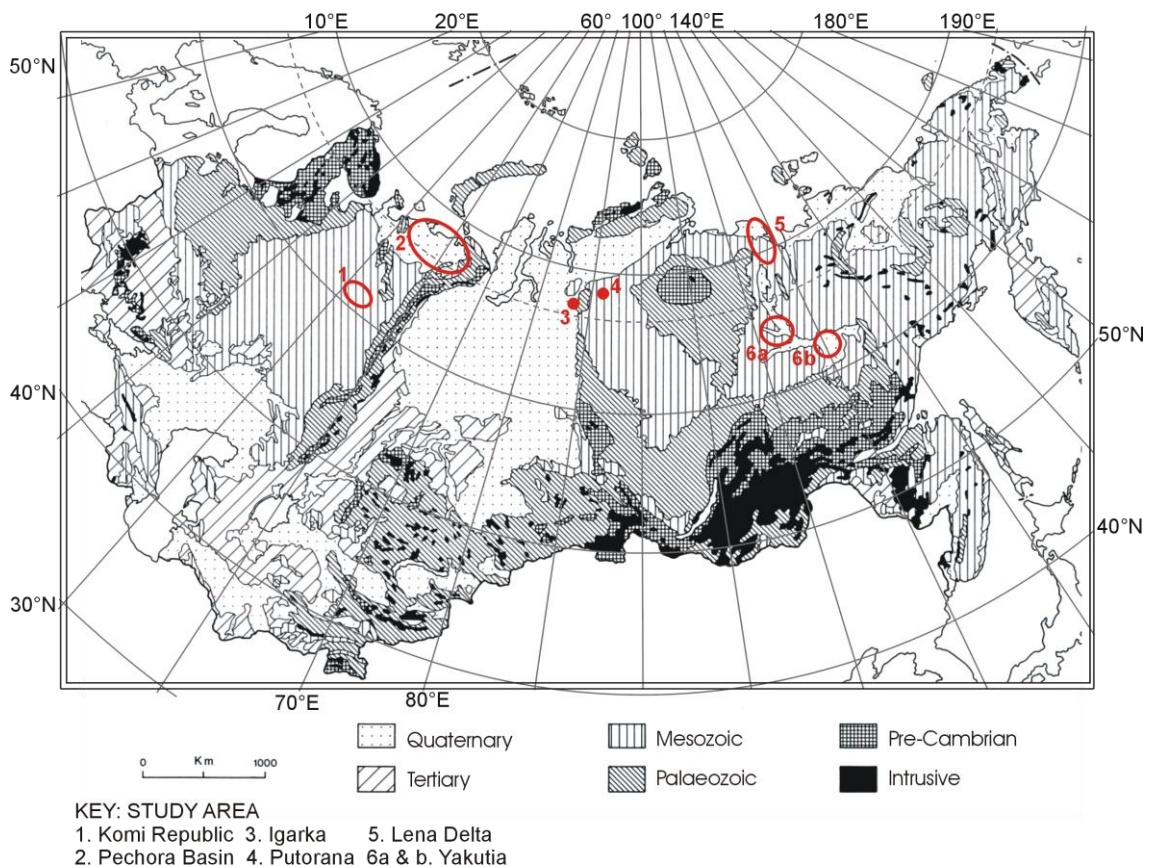 10°E 20°E 60° 100° 140°E 180°E 190°E
50°N
2
5
1
4
3
6a 6b
50°N
40°N
40°N
30°N
70°E 80°E
Quaternary Mesozoic Pre-Cambrian
0 Km 1000
Tertiary Palaeozoic Intrusive
KEY: STUDY AREA
1. Komi Republic 3. Igarka 5. Lena Delta
2. Pechora Basin 4. Putorana 6a & b. Yakutia